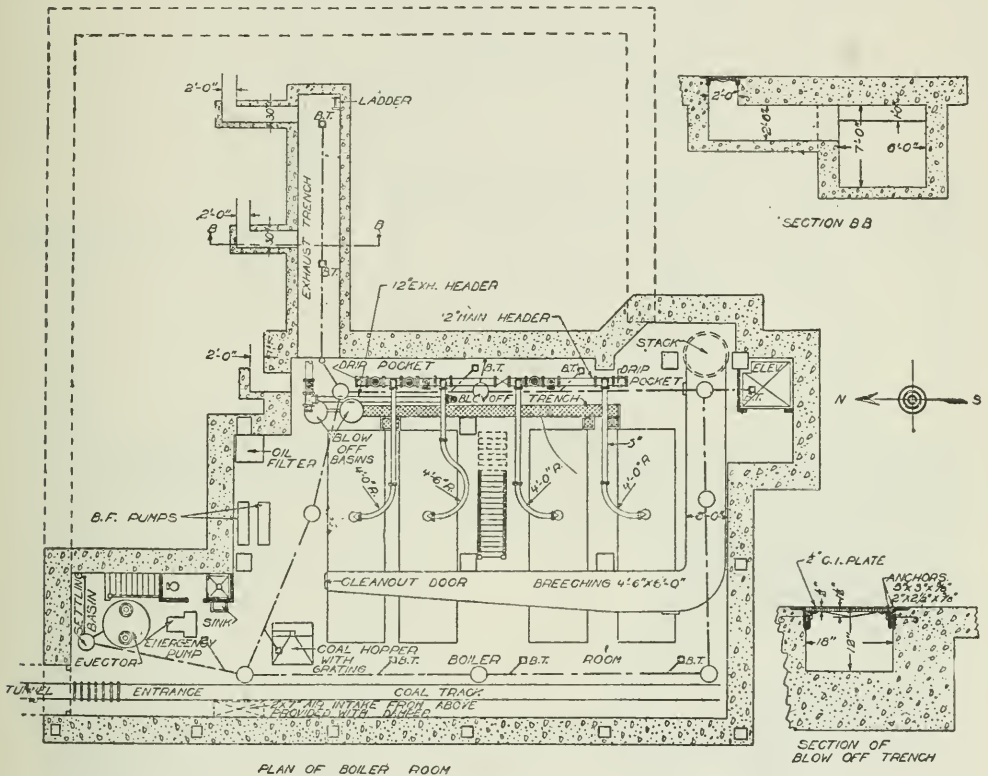 2'-0"
LADDER
B.T.
30"
2'-0"
B
B
30"
EXHAUST TRENCH
B.T.
12" EXH. HEADER
12" MAIN HEADER
STACK
2'-0"
DRIP POCKET
B.T.
B.T.
DRIP
POCKET
ELEV.
BLOW OFF TRENCH
BLOW
OFF
BASINS
OIL
FILTER
5"
4'-0" R.
4'-6" R.
4'-0" R.
4'-0" R.
B.F. PUMPS
CLEANOUT DOOR
BREECHING 4'-6"X6'-0"
SETTLING
BASIN
SINK
EMERGENCY
PUMP
EJECTOR
COAL HOPPER
WITH
GRATING
B.T.
BOILER
B.T.
ROOM
B.T.
TUNNEL
ENTRANCE
COAL TRACK
AIR INTAKE FROM ABOVE
PROVIDED WITH DAMPER
PLAN OF BOILER ROOM
2'-0"
2'-6"
7'-0"
1'-0"
6'-0"
SECTION BB
N
S
C.I. PLATE
ANCHORS
18"
18"
SECTION OF
BLOW OFF TRENCH